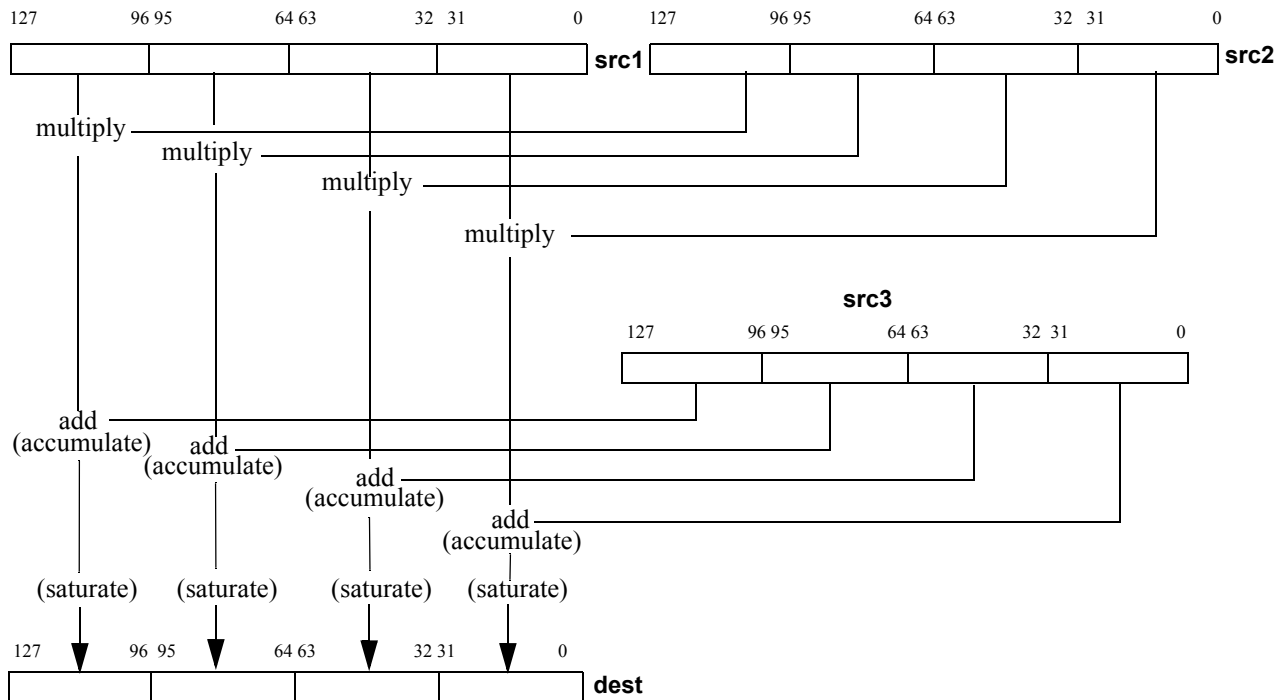 127 96 95 64 63 32 31 0 127 96 95 64 63 32 31 0
src1 src2
multiply
multiply
multiply
multiply
src3
127 96 95 64 63 32 31 0
add
(accumulate)
add
(accumulate)
add
(accumulate)
add
(accumulate)
(saturate) (saturate) (saturate) (saturate)
127 96 95 64 63 32 31 0
dest